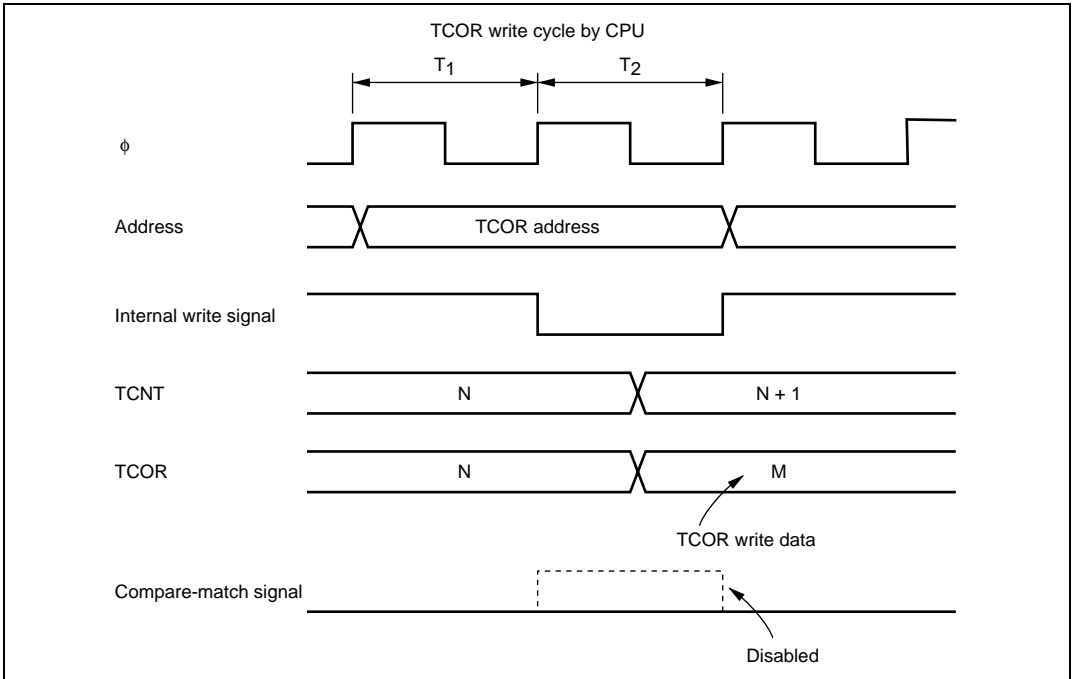 TCOR write cycle by CPU
T1 T2
φ
Address TCOR address
Internal write signal
TCNT N N + 1
TCOR N M
TCOR write data
Compare-match signal
Disabled